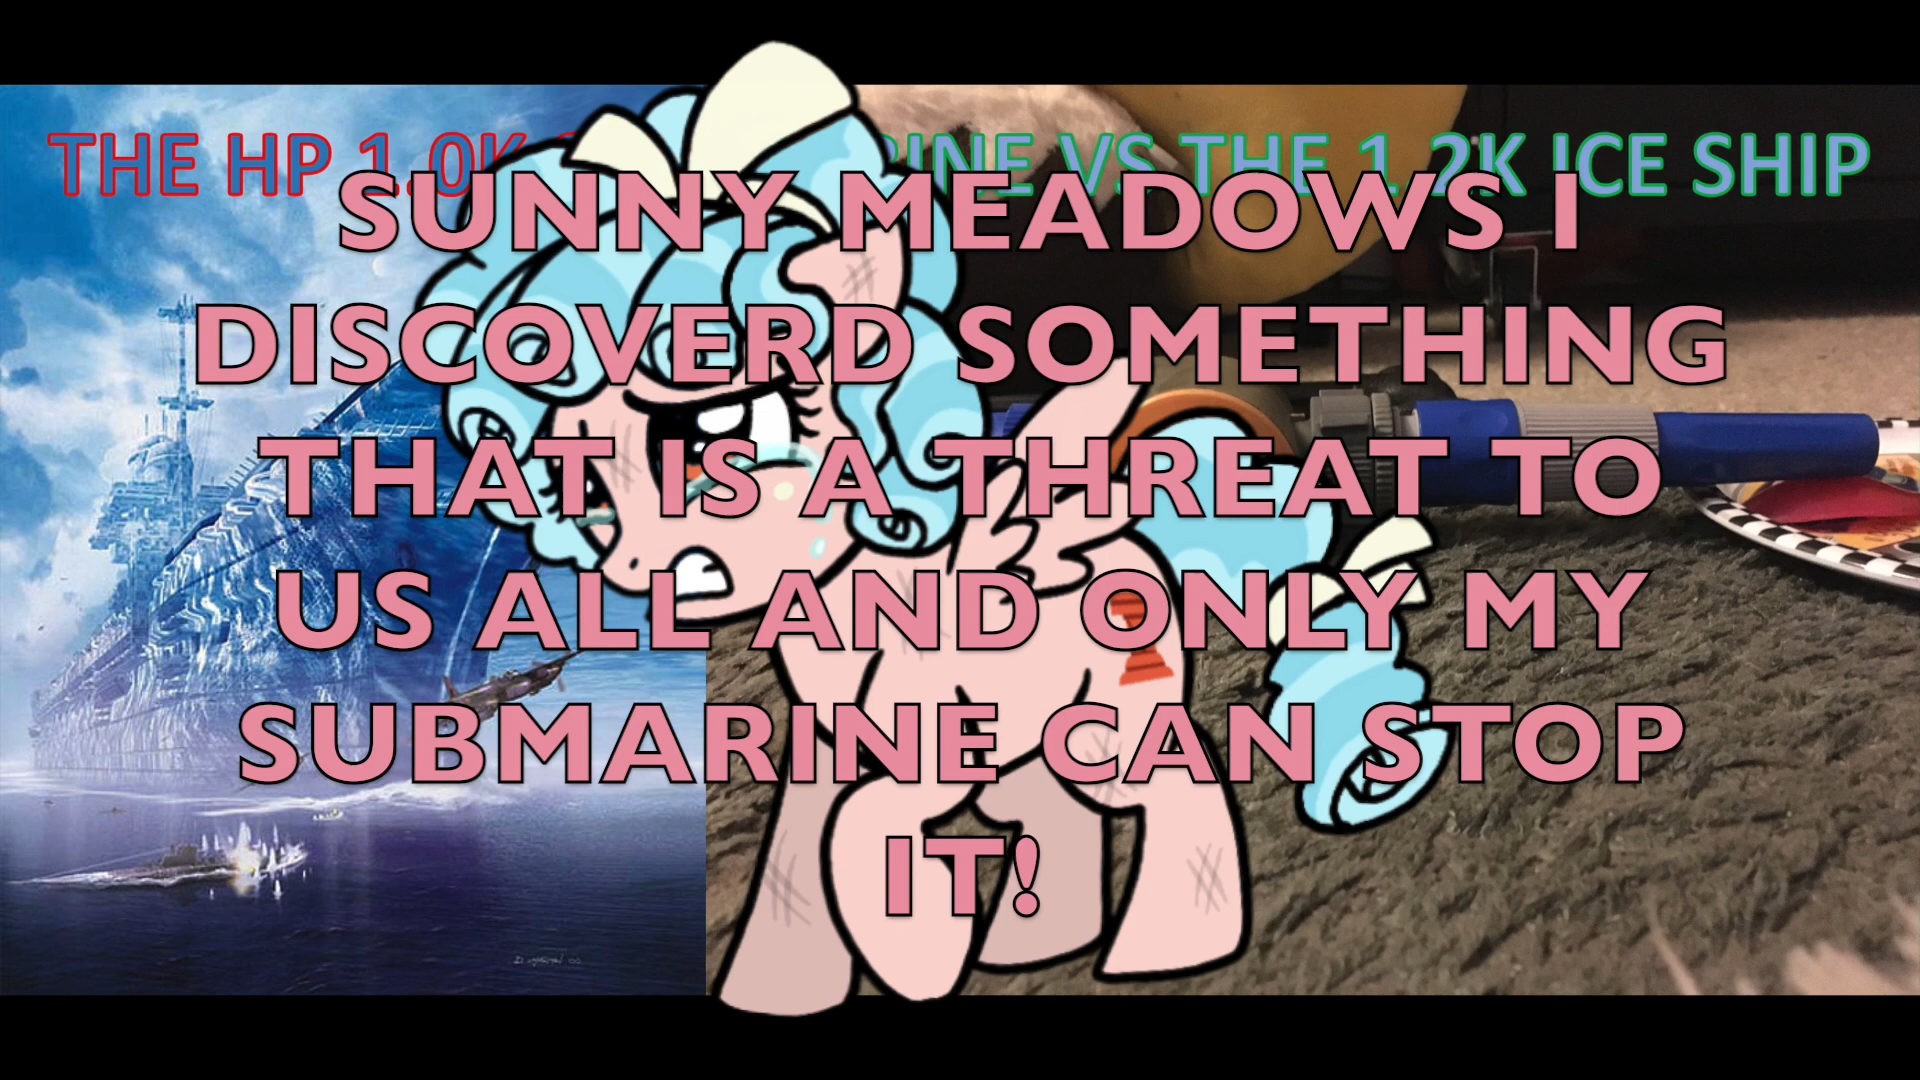 THE HP 1.0K VS THE 1.2K ICE SHIP
SUNNY MEADOWS I
DISCOVERD SOMETHING
THAT IS A THREAT TO
US ALL AND ONLY MY
SUBMARINE CAN STOP
IT!